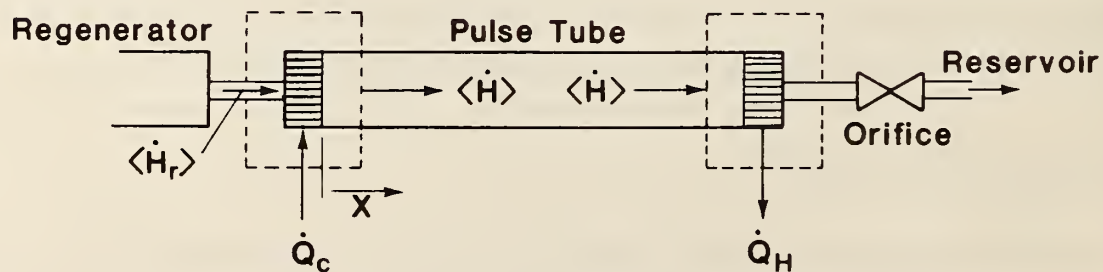 Regenerator
Pulse Tube
Reservoir
⟨Ḣ⟩
⟨Ḣ⟩
Orifice
⟨Ḣr⟩
X
Q̇c
Q̇H